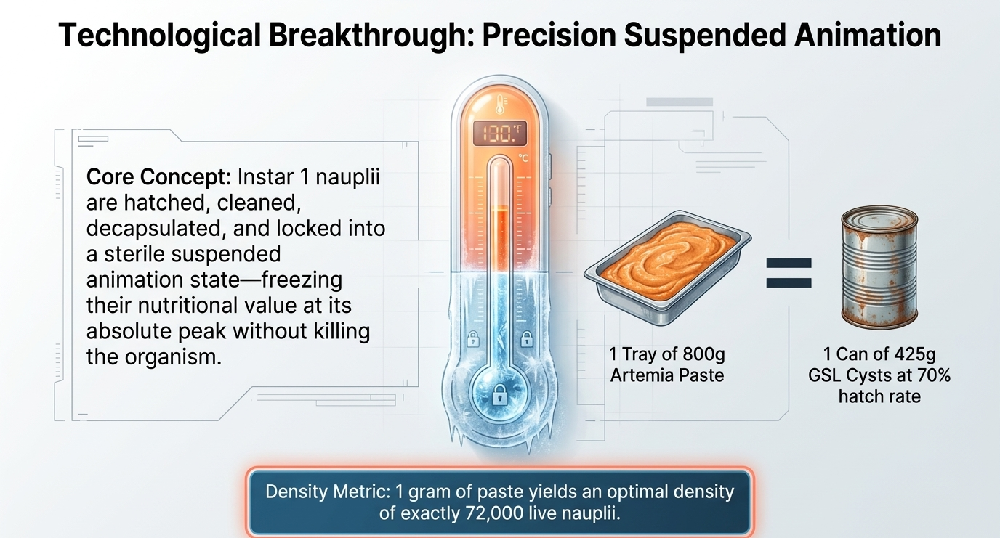 Technological Breakthrough: Precision Suspended Animation
180.°F
°C
Core Concept: Instar 1 nauplii
are hatched, cleaned,
decapsulated, and locked into
a sterile suspended
animation state—freezing
their nutritional value at its
absolute peak without killing
the organism.
1 Tray of 800g
Artemia Paste
1 Can of 425g
GSL Cysts at 70%
hatch rate
Density Metric: 1 gram of paste yields an optimal density
of exactly 72,000 live nauplii.